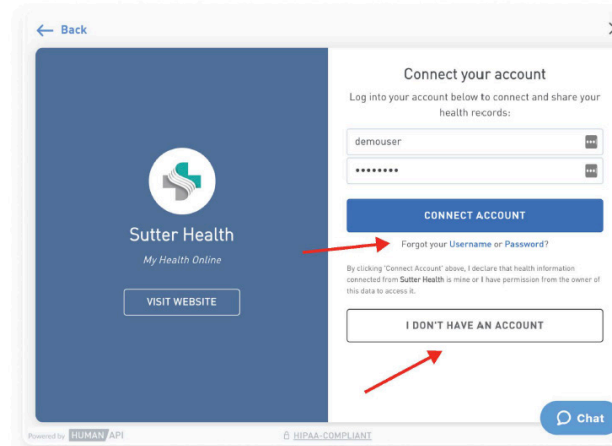 ← Back
Connect your account
Log into your account below to connect and share your
health records:
demouser
••••••••
CONNECT ACCOUNT
Forgot your Username or Password?
By clicking 'Connect Account' above, I declare that health information
connected from Sutter Health is mine or I have permission from the owner of
this data to access it.
I DON'T HAVE AN ACCOUNT
Sutter Health
My Health Online
VISIT WEBSITE
Chat
Powered by HUMAN API
HIPAA-COMPLIANT